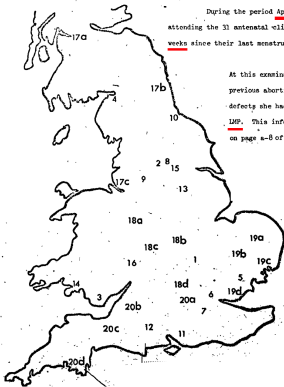 During the period Ap
attending the 31 antenatal cli
weeks since their last menstru
At this examin
previous abort
defects she had
LMP. This info
on page a-8 of
17a
17b
4
10
2 8
15
17c
9
13
18a
18c
18b
19a
19b
19c
16
1
5
14
3
18d
6
19d
20b
20a
7
20c
12
11
20d